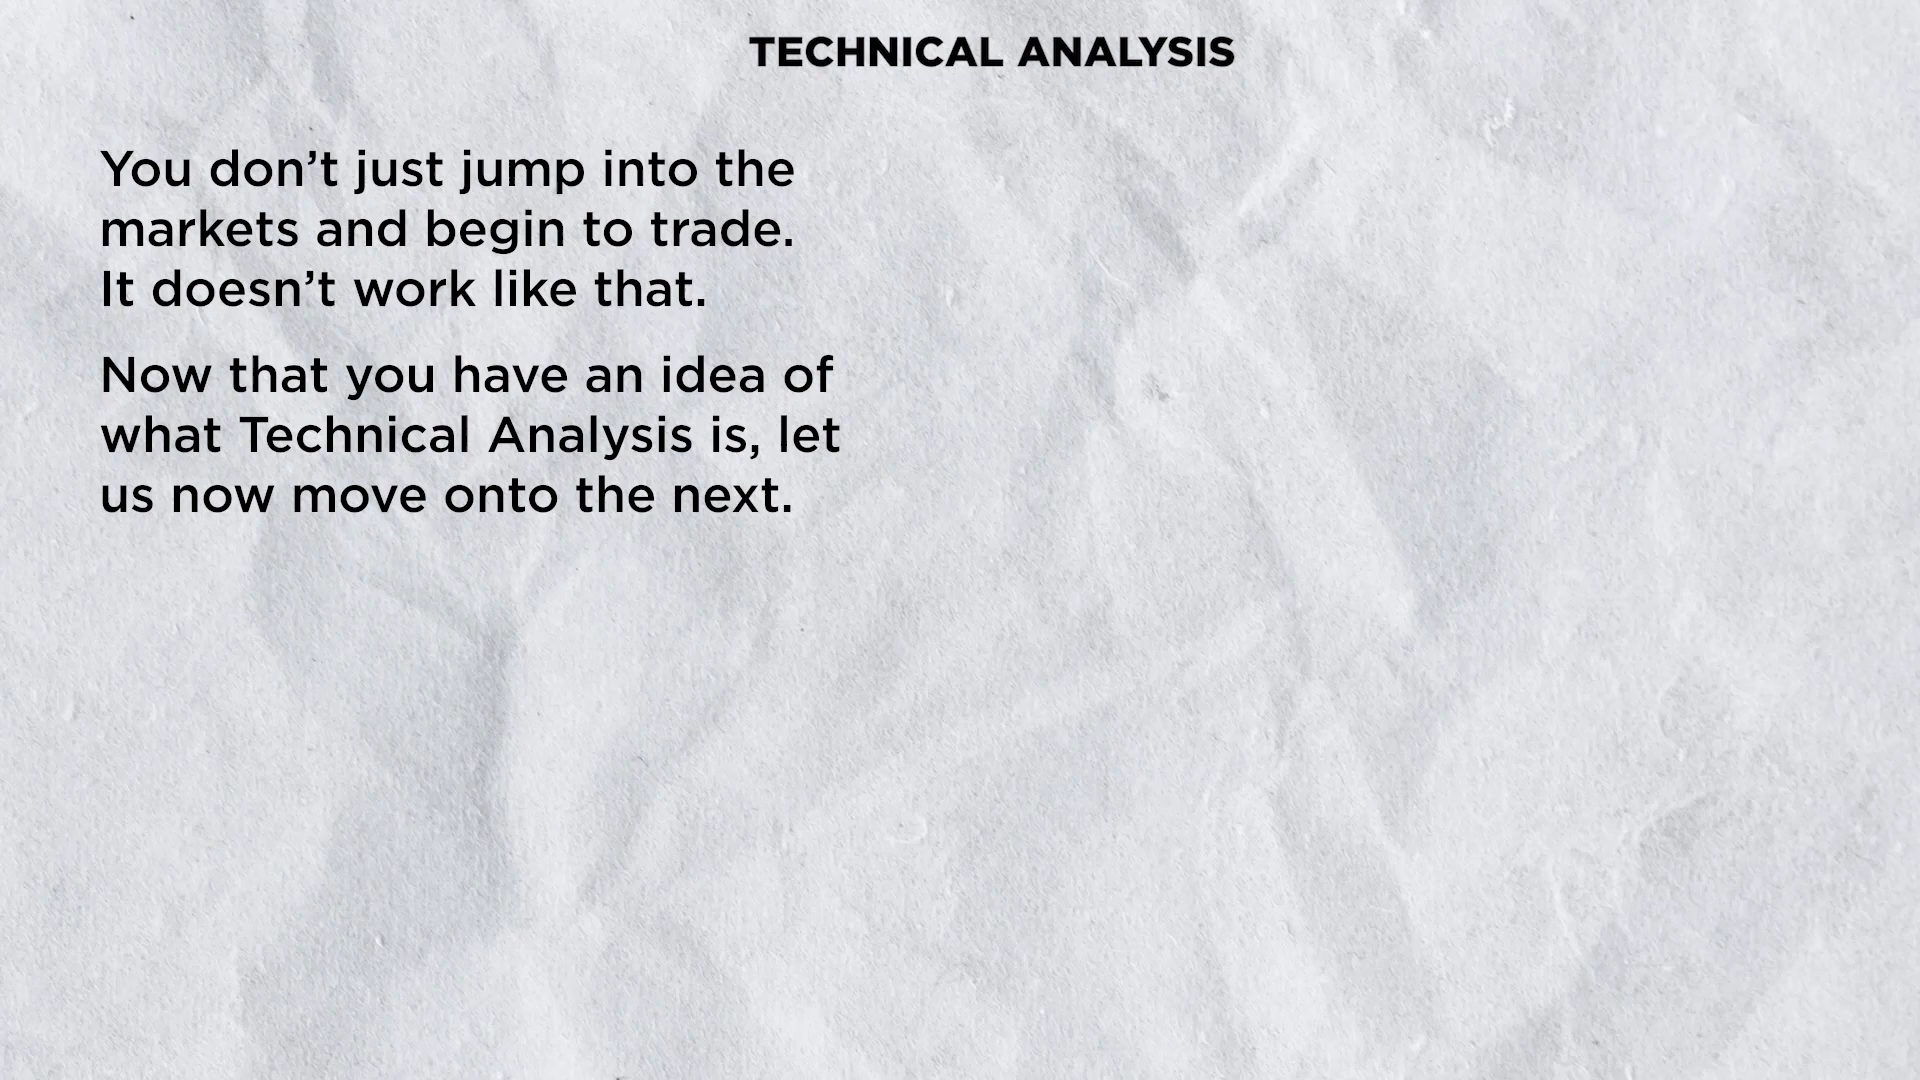 TECHNICAL ANALYSIS
You don’t just jump into the
markets and begin to trade.
It doesn’t work like that.
Now that you have an idea of
what Technical Analysis is, let
us now move onto the next.